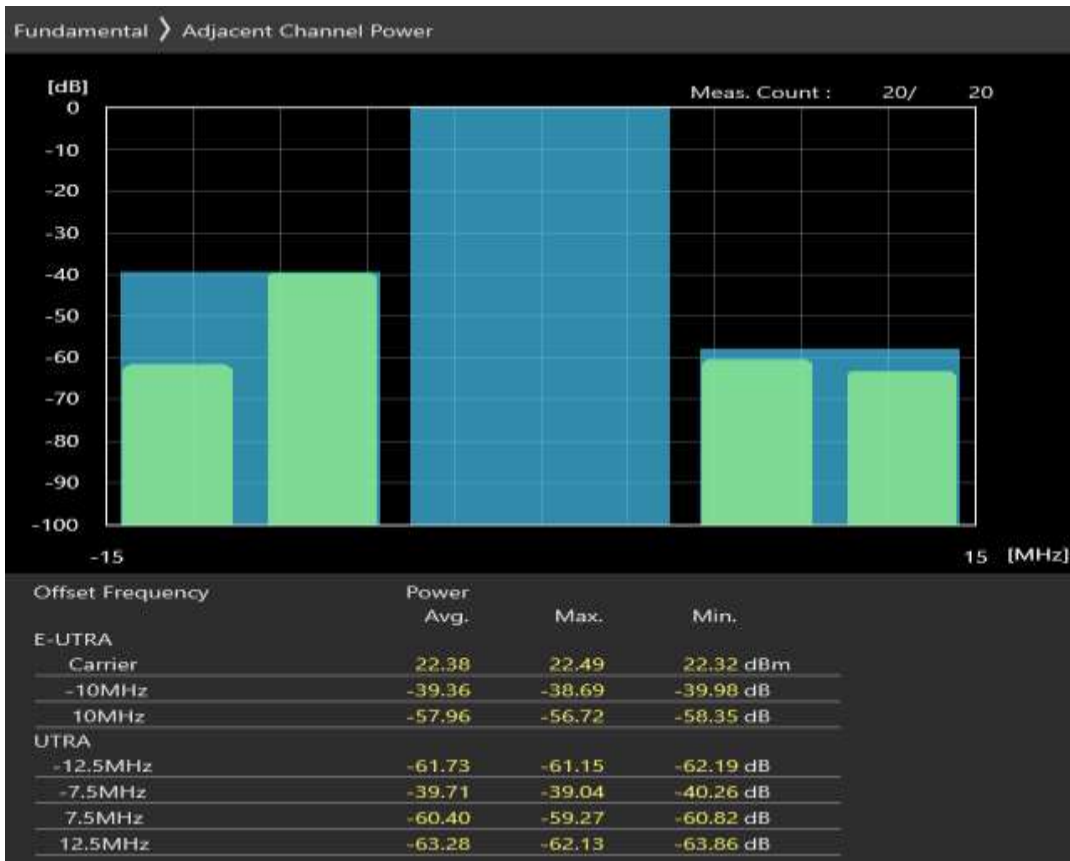 Fundamental 〉 Adjacent Channel Power
[dB]
Meas. Count : 20/ 20
0
-10
-20
-30
-40
-50
-60
-70
-80
-90
-100
-15 15 [MHz]
Offset Frequency Power
Avg. Max. Min.
E-UTRA
Carrier 22.38 22.49 22.32 dBm
-10MHz -39.36 -38.69 -39.98 dB
10MHz -57.96 -56.72 -58.35 dB
UTRA
-12.5MHz -61.73 -61.15 -62.19 dB
-7.5MHz -39.71 -39.04 -40.26 dB
7.5MHz -60.40 -59.27 -60.82 dB
12.5MHz -63.28 -62.13 -63.86 dB